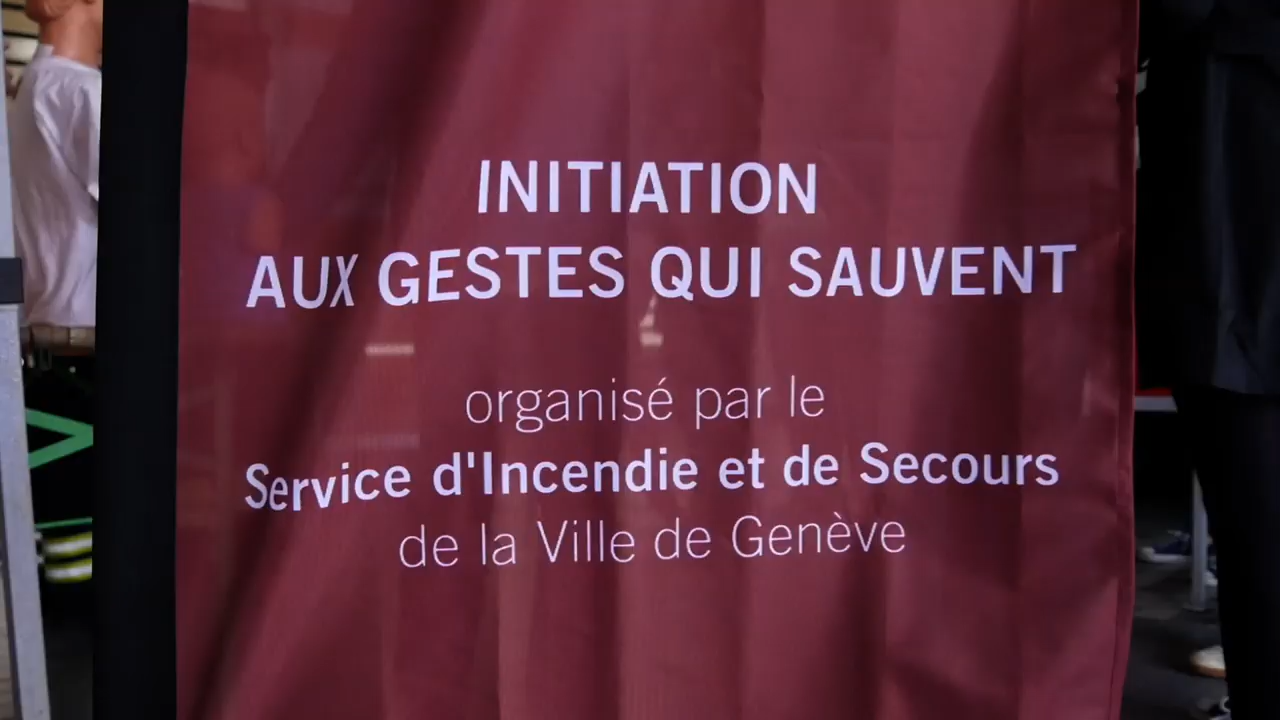 INITIATION
AUX GESTES QUI SAUVENT
organisé par le
Service d'Incendie et de Secours
de la Ville de Genève